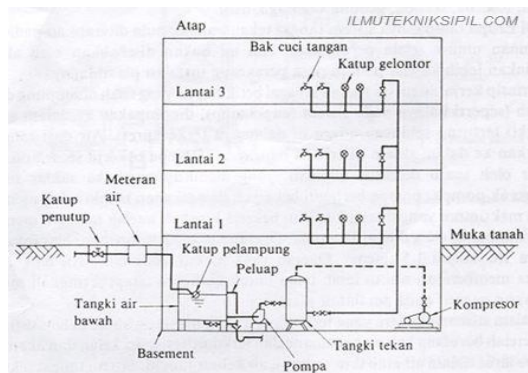 ILMUTEKNIKSIPIL.COM
Atap
Bak cuci tangan
Katup gelontor
Lantai 3
Lantai 2
Meteran
air
Katup
penutup
Lantai 1
Muka tanah
Katup pelampung
Peluap
Tangki air
bawah
Kompresor
Basement
Tangki tekan
Pompa